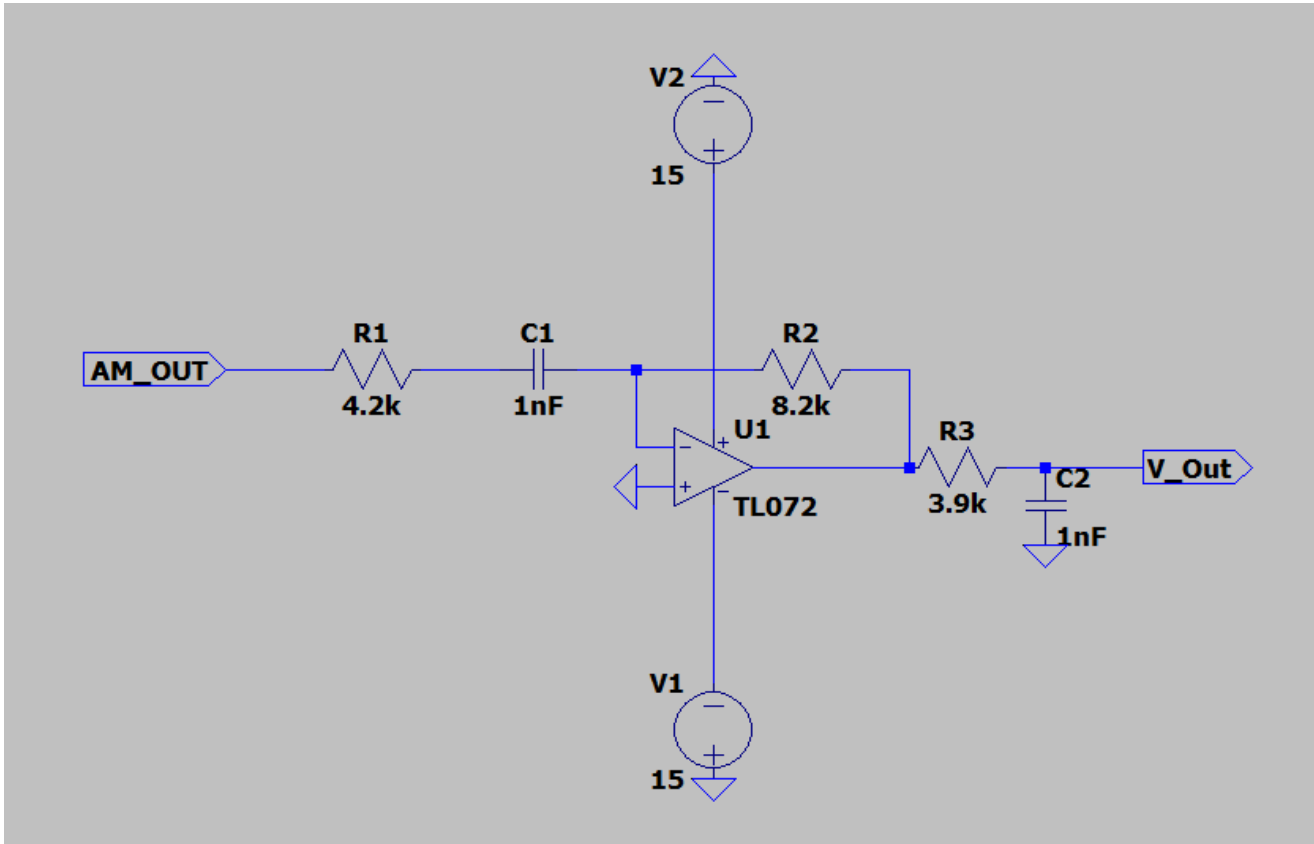 V2
15
R1
C1
R2
AM_OUT
4.2k
1nF
8.2k
U1
R3
TL072
3.9k
C2
V_Out
1nF
V1
15